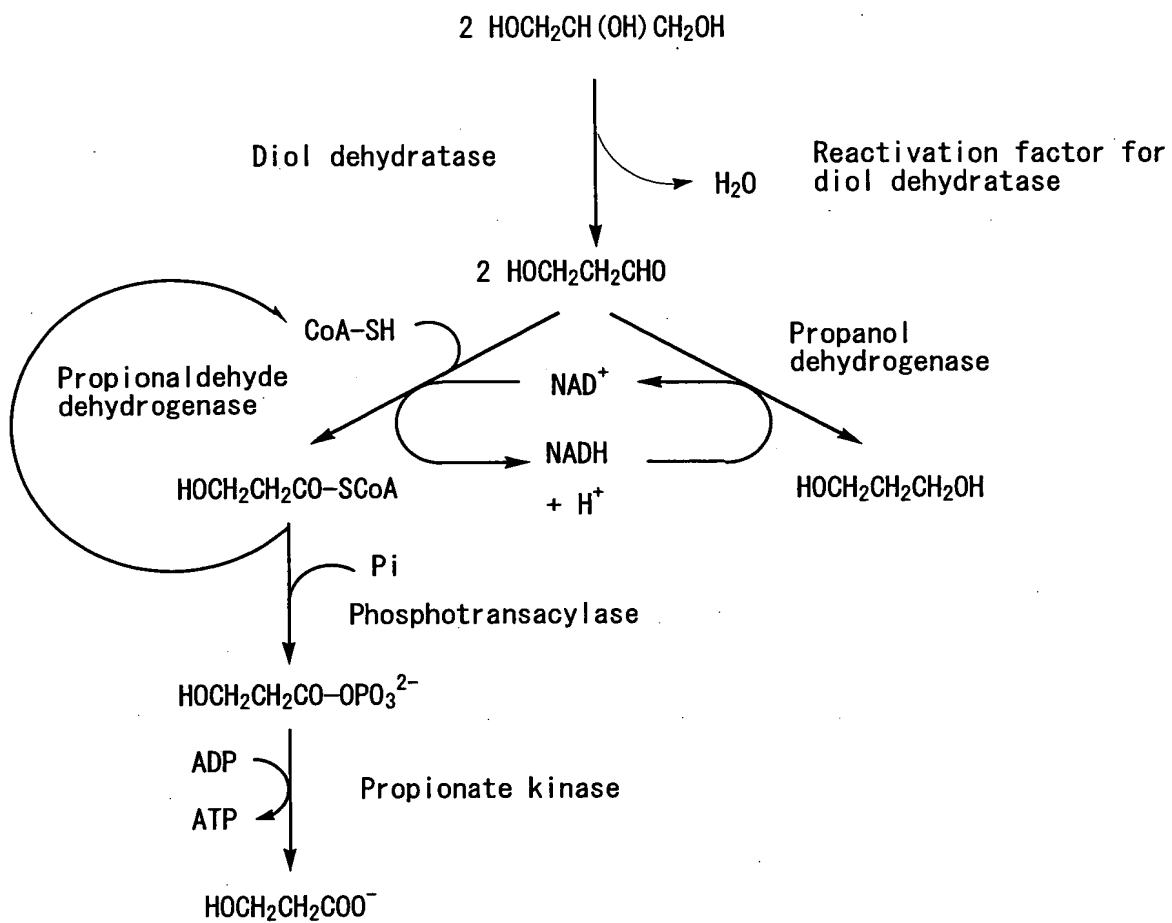 2 HOCH₂CH(OH)CH₂OH
Diol dehydratase
H₂O
Reactivation factor for
diol dehydratase
2 HOCH₂CH₂CHO
CoA-SH
Propanol
dehydrogenase
Propionaldehyde
dehydrogenase
NAD⁺
NADH
+ H⁺
HOCH₂CH₂CO-SCoA
HOCH₂CH₂CH₂OH
Pi
Phosphotransacylase
HOCH₂CH₂CO-OPO₃²⁻
ADP
ATP
Propionate kinase
HOCH₂CH₂COO⁻